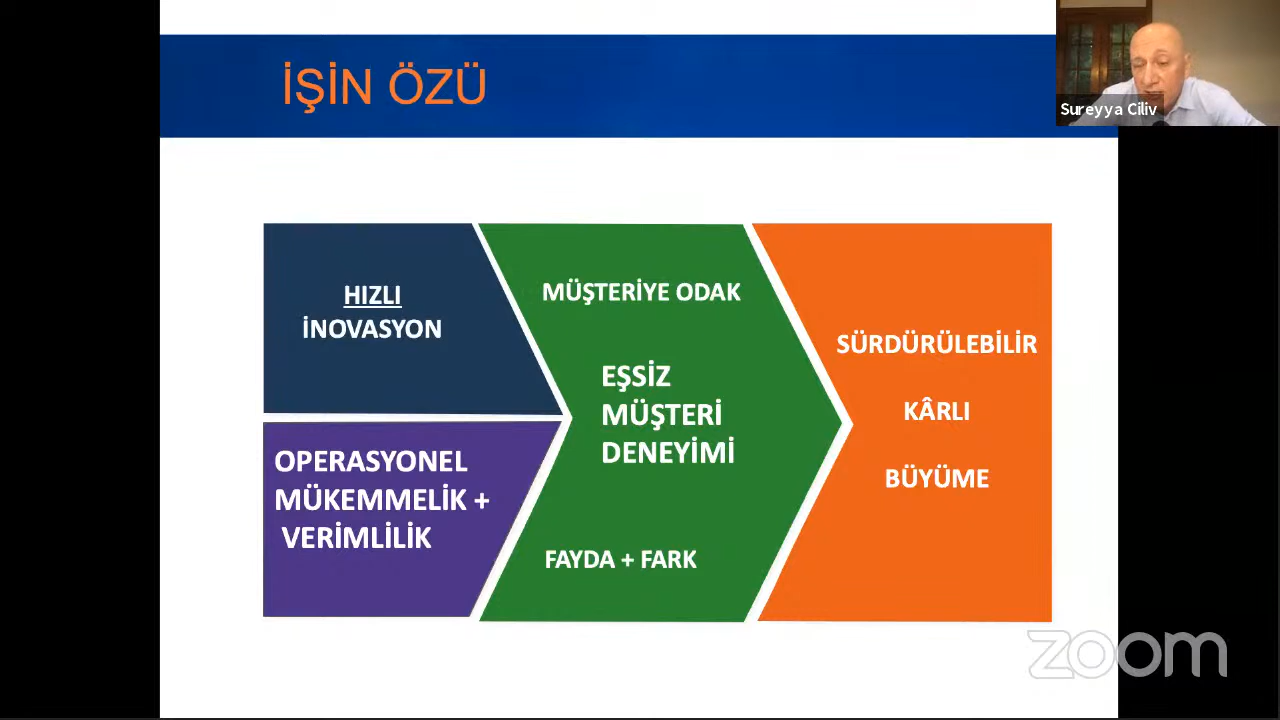 İŞİN ÖZÜ
Sureyya Ciliv
HIZLI
İNOVASYON
OPERASYONEL
MÜKEMMELİK +
VERİMLİLİK
MÜŞTERİYE ODAK
EŞSİZ
MÜŞTERİ
DENEYİMİ
FAYDA + FARK
SÜRDÜRÜLEBİLİR
KÂRLI
BÜYÜME
zoom